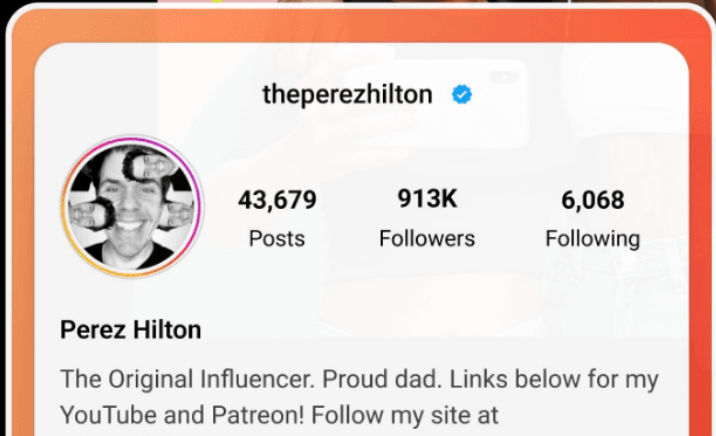 theperezhilton
43,679 913K 6,068
Posts Followers Following
Perez Hilton
The Original Influencer. Proud dad. Links below for my
YouTube and Patreon! Follow my site at